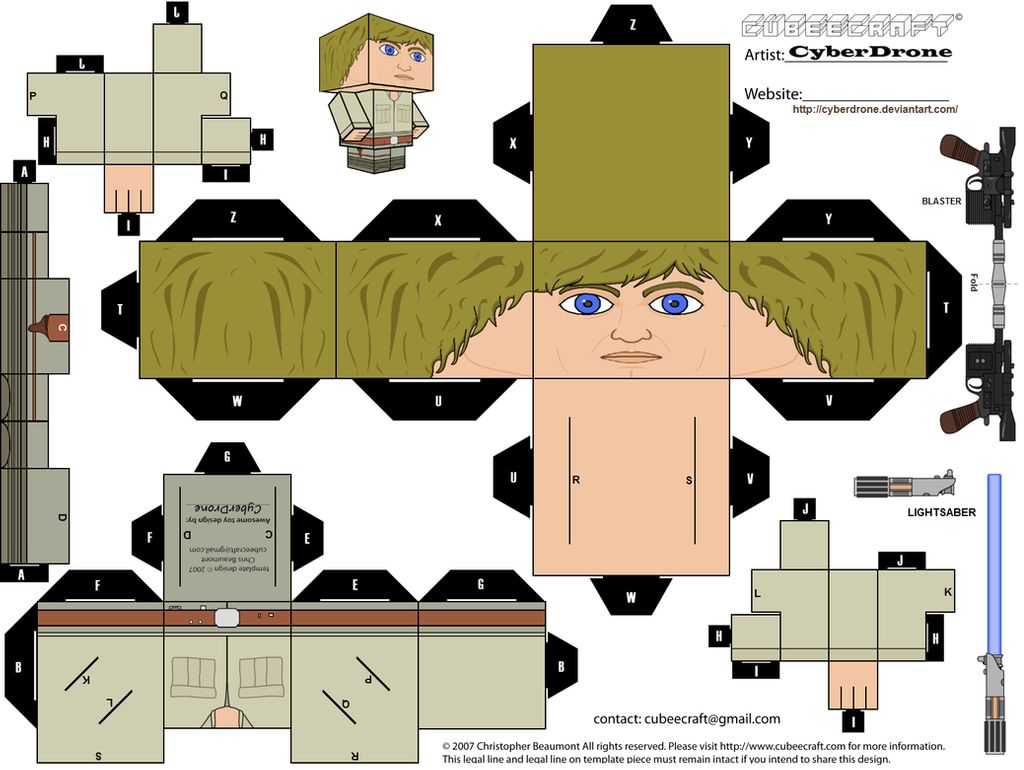 CUBEECRAFT©
Artist: CyberDrone
Website:
http://cyberdrone.deviantart.com/
J
J
P
Q
H
H
I
I
Z
X
Y
BLASTER
A
Z
X
Y
Fold
T
T
C
W
U
V
D
A
G
F
E
CyberDrone
Awesome toy design by:
D
C
cubeecraft@gmail.com
Chris Beaumont
template design © 2007
U
R
S
V
W
LIGHTSABER
J
J
L
K
H
H
I
I
F
E
G
B
B
K
L
P
Q
S
R
contact: cubeecraft@gmail.com
© 2007 Christopher Beaumont All rights reserved. Please visit http://www.cubeecraft.com for more information.
This legal line and legal line on template piece must remain intact if you intend to share this design.